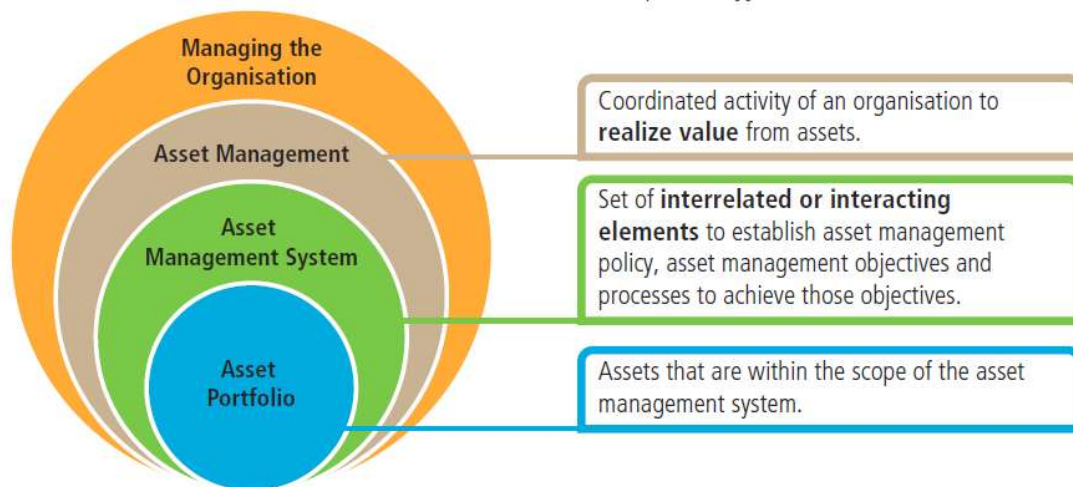 Managing the
Organisation
Asset Management
Asset
Management System
Asset
Portfolio
Coordinated activity of an organisation to
realize value from assets.
Set of interrelated or interacting
elements to establish asset management
policy, asset management objectives and
processes to achieve those objectives.
Assets that are within the scope of the asset
management system.